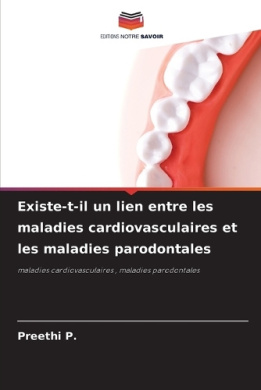 EDITIONS NOTRE SAVOIR
Existe-t-il un lien entre les
maladies cardiovasculaires et
les maladies parodontales
maladies cardiovasculaires , maladies parodontales
Preethi P.